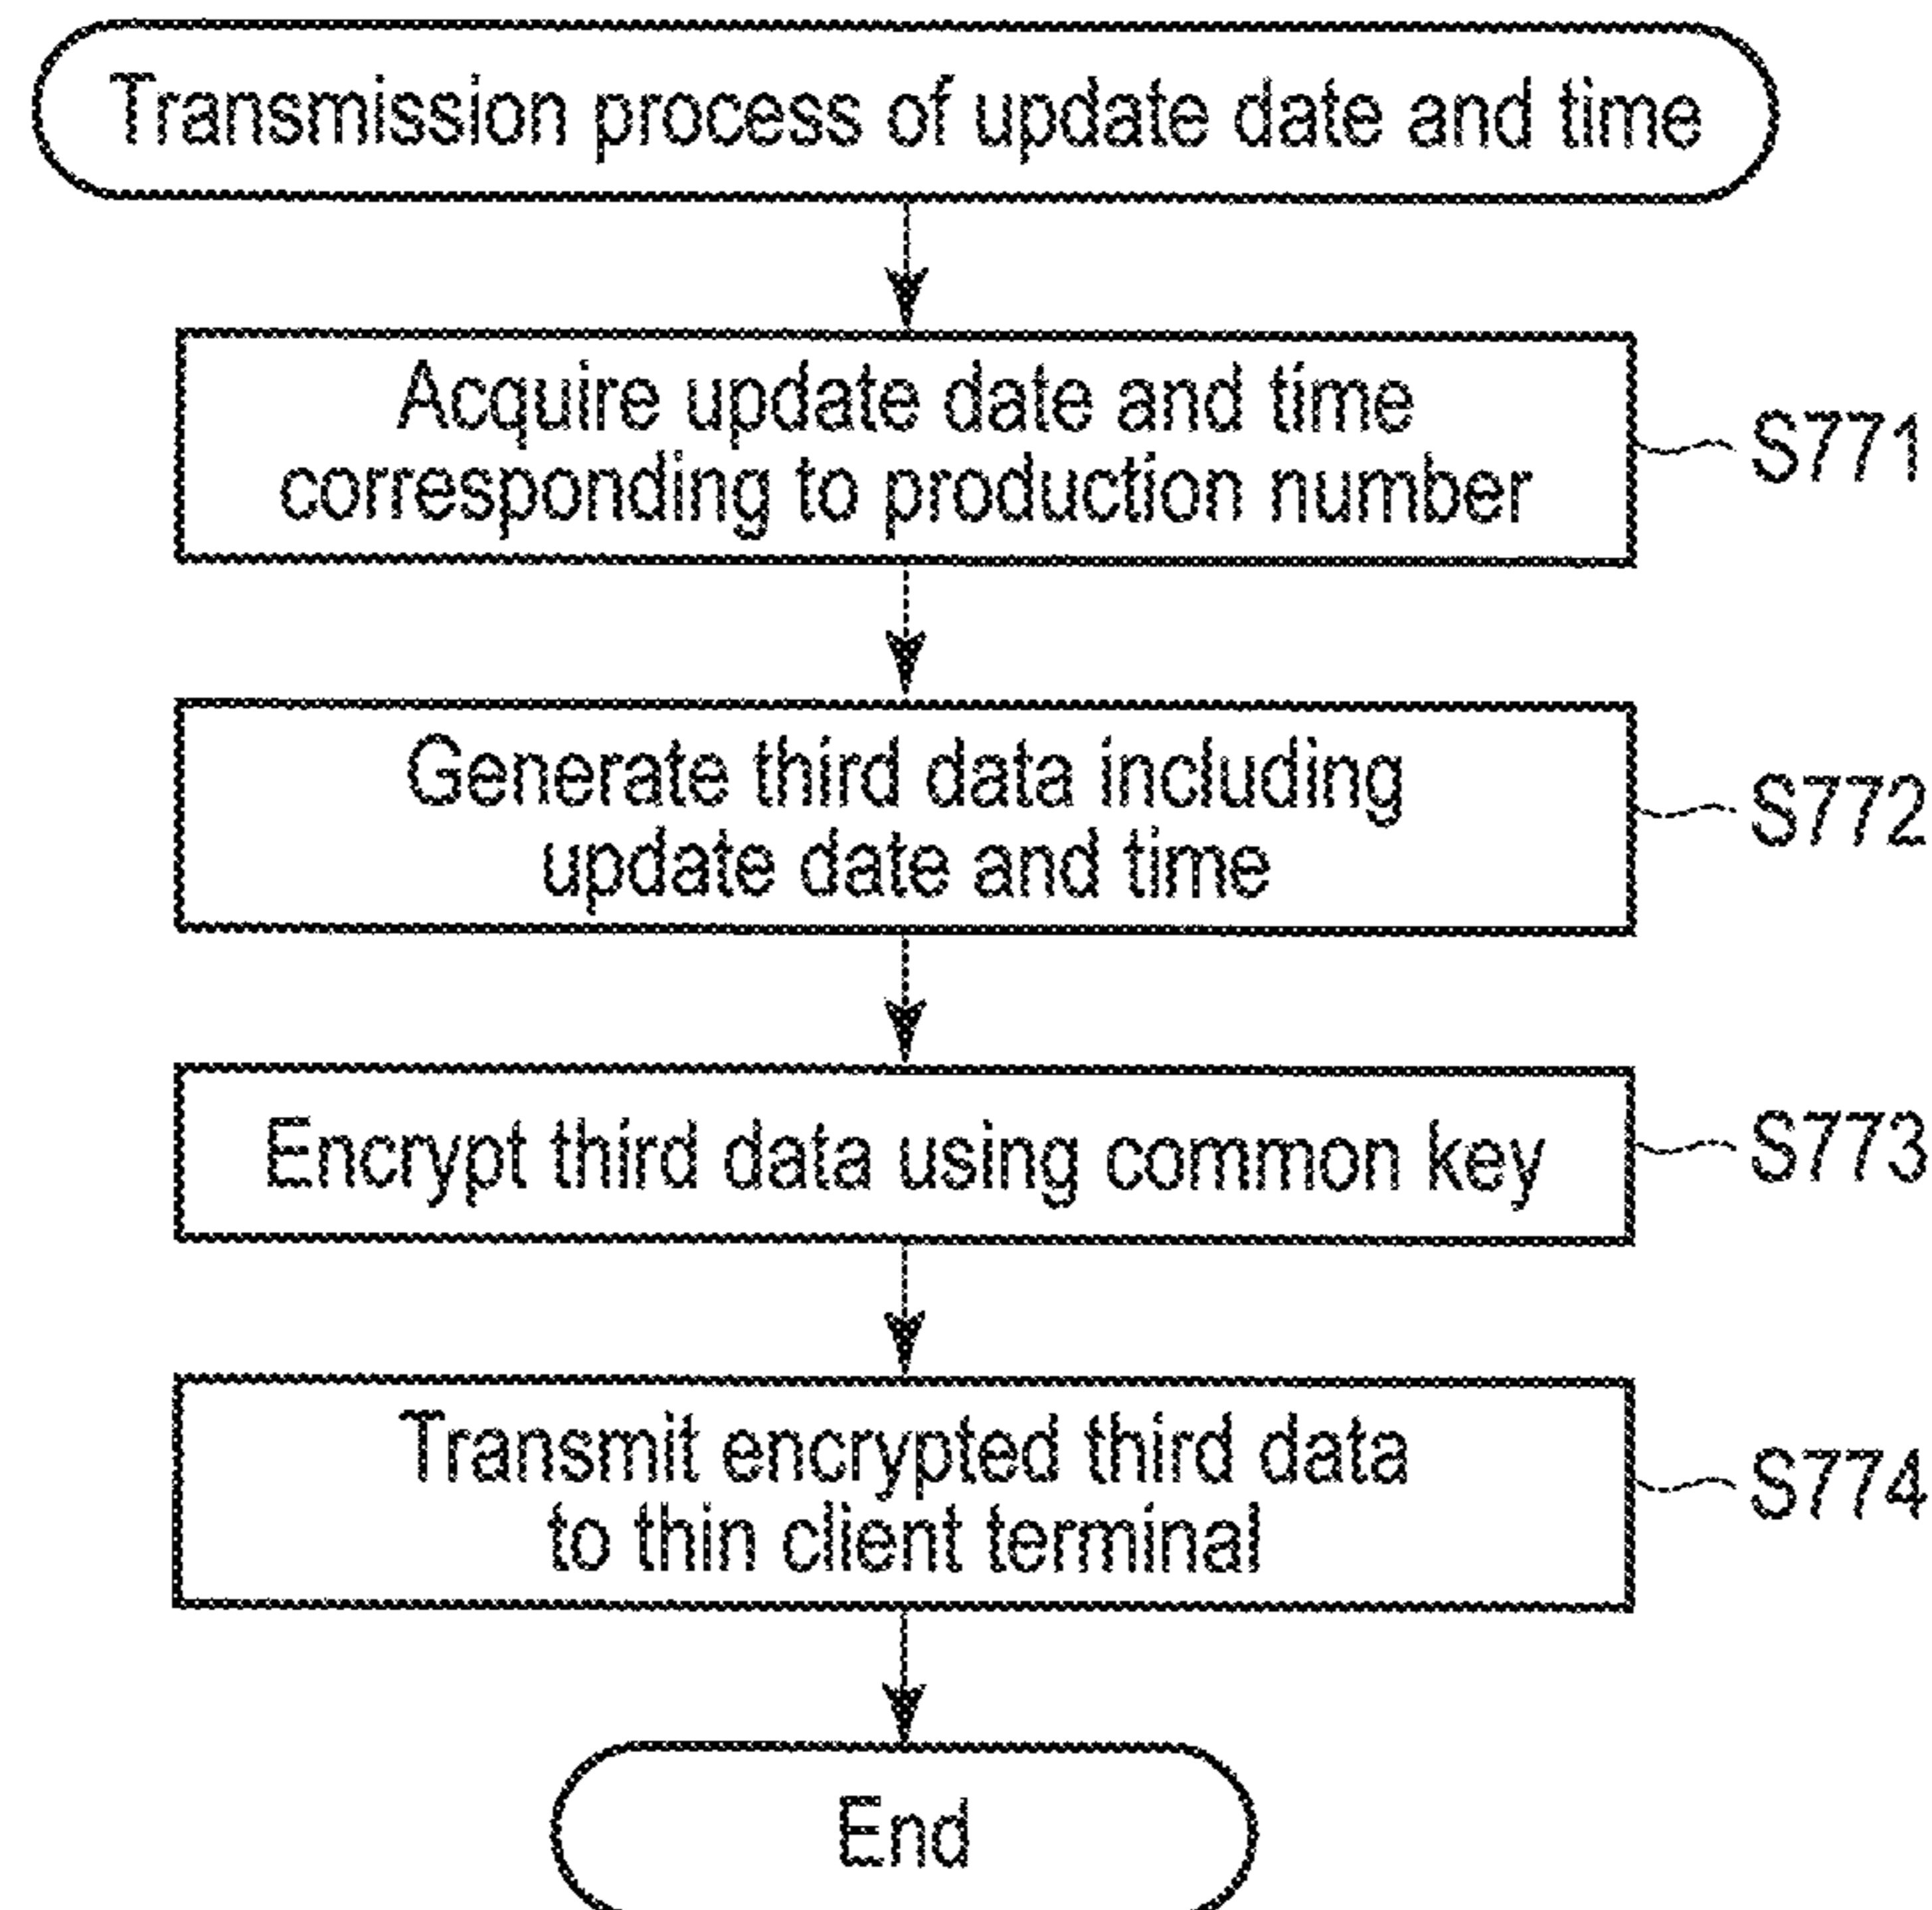 Transmission process of update date and time
Acquire update date and time
corresponding to production number
S771
Generate third data including
update date and time
S772
Encrypt third data using common key
S773
Transmit encrypted third data
to thin client terminal
S774
End